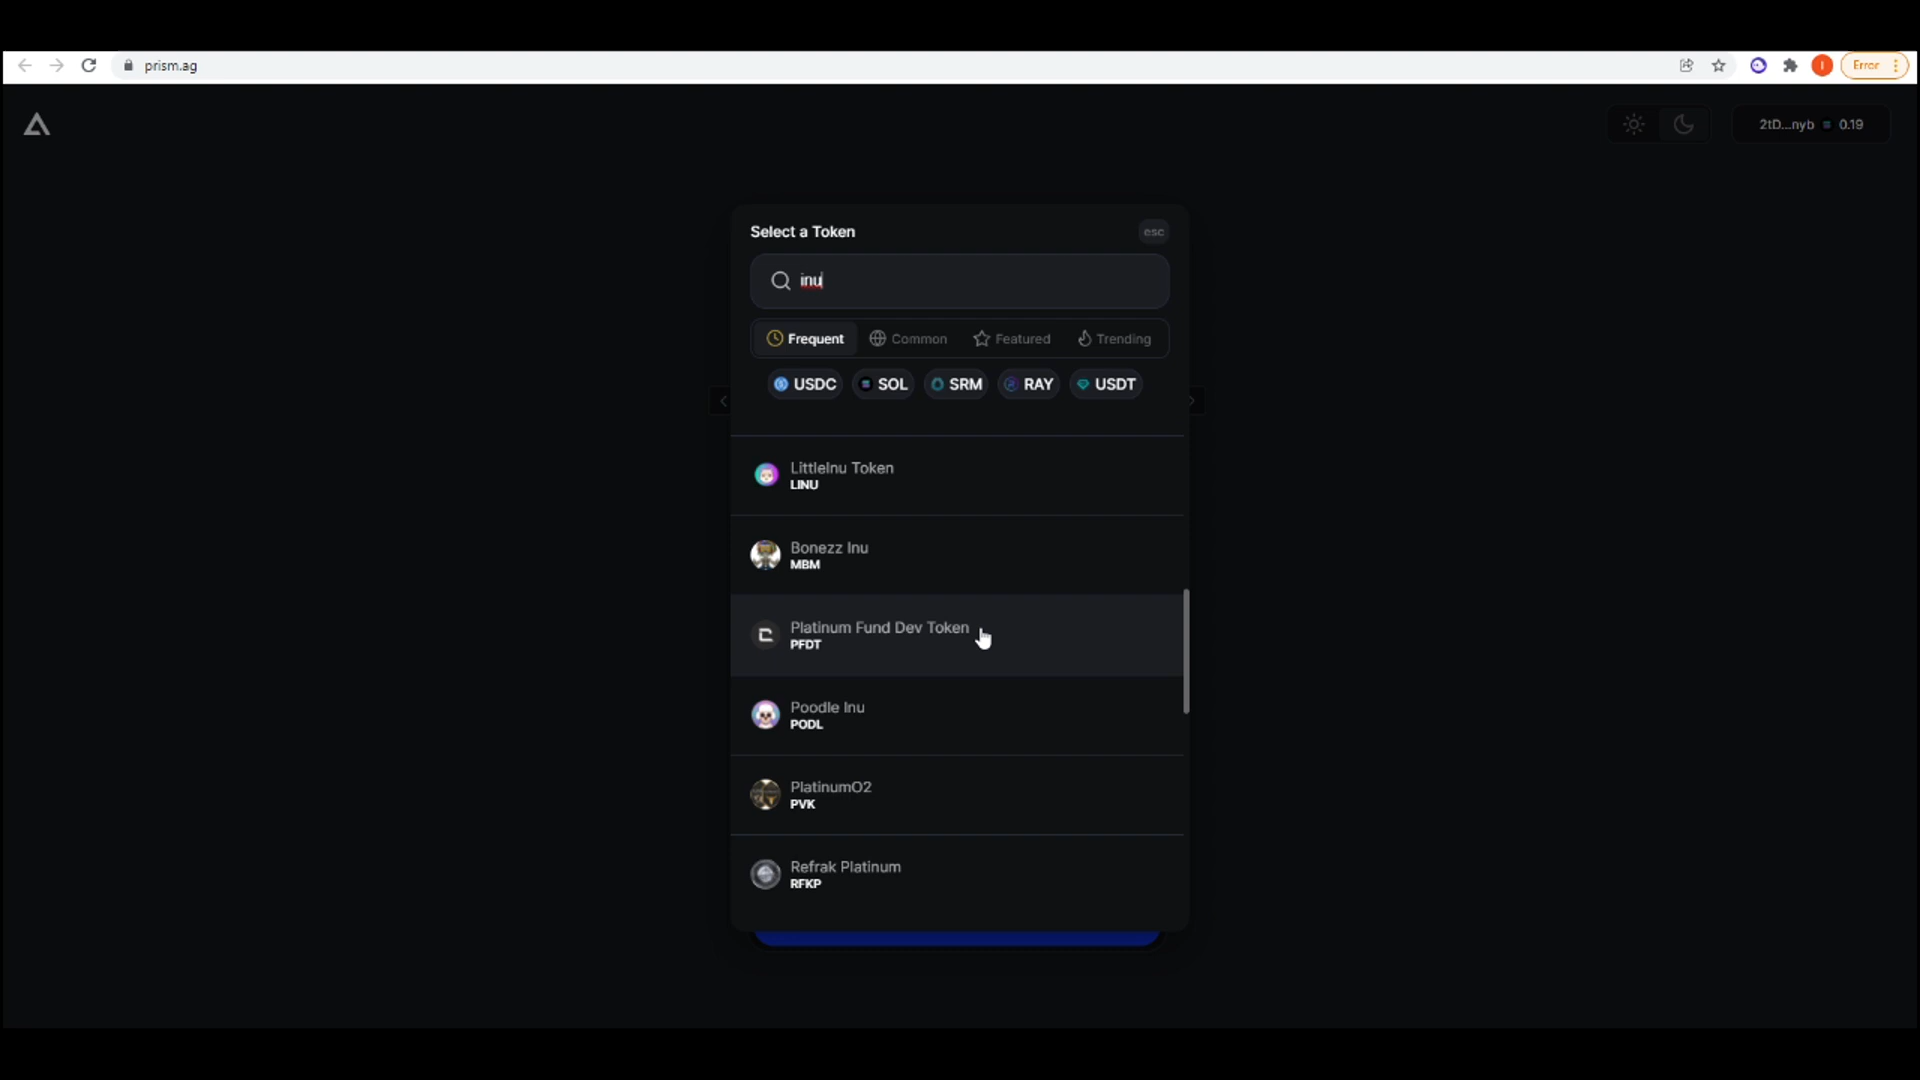 prism.ag
Error
2tD...nyb 0.19
Select a Token
esc
inu
Frequent Common Featured Trending
USDC SOL SRM RAY USDT
LittleInu Token
LINU
Bonezz Inu
MBM
Platinum Fund Dev Token
PFDT
Poodle Inu
PODL
PlatinumO2
PVK
Refrak Platinum
RFKP